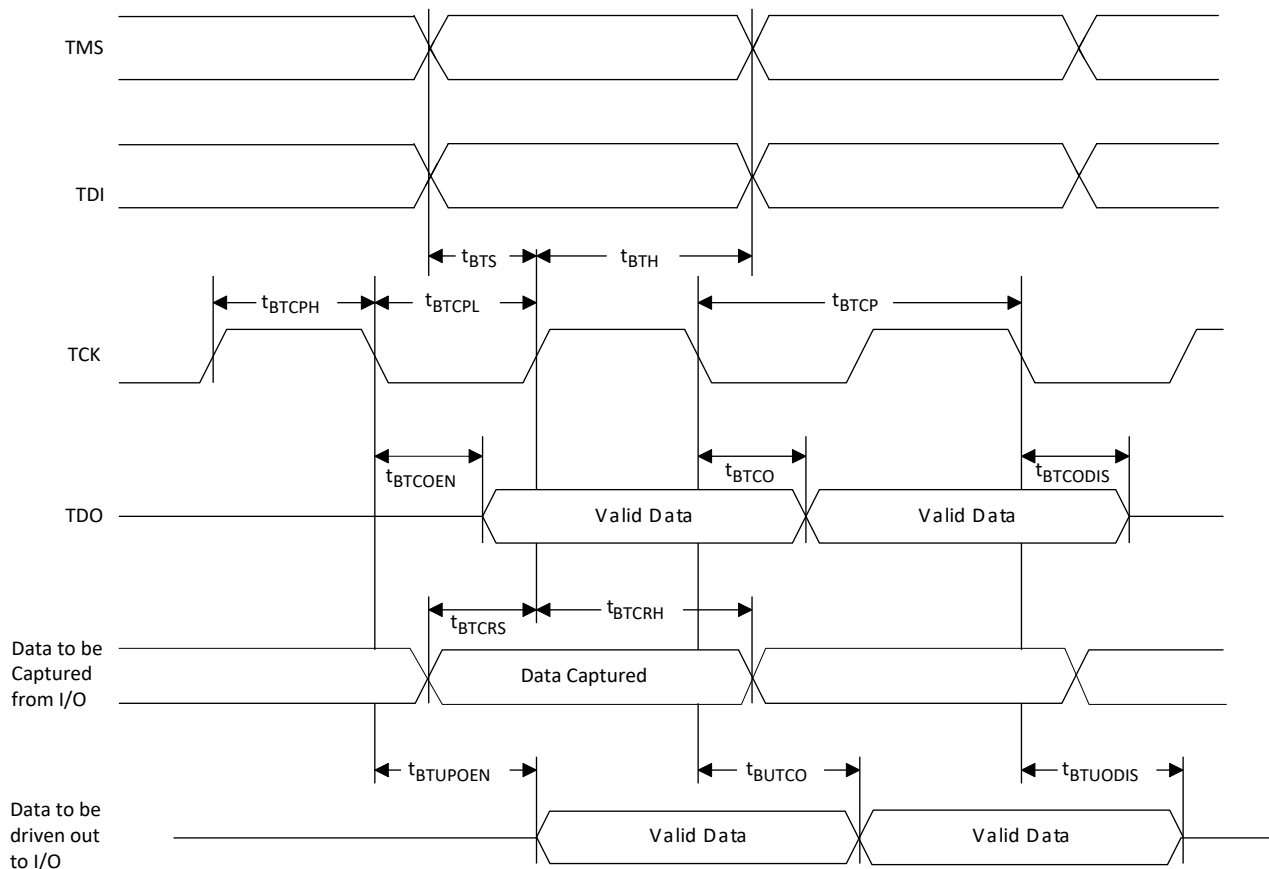 TMS
TDI
tBTS
tBTH
tBTCPH
tBTCPL
tBTCP
TCK
tBTCOEN
tBTCO
tBTCODIS
TDO
Valid Data
Valid Data
tBTCRS
tBTCRH
Data to be
Captured
from I/O
Data Captured
tBTUPOEN
tBUTCO
tBTUODIS
Data to be
driven out
to I/O
Valid Data
Valid Data